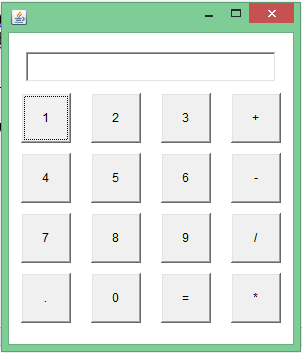 1 2 3 +
4 5 6 -
7 8 9 /
. 0 = *